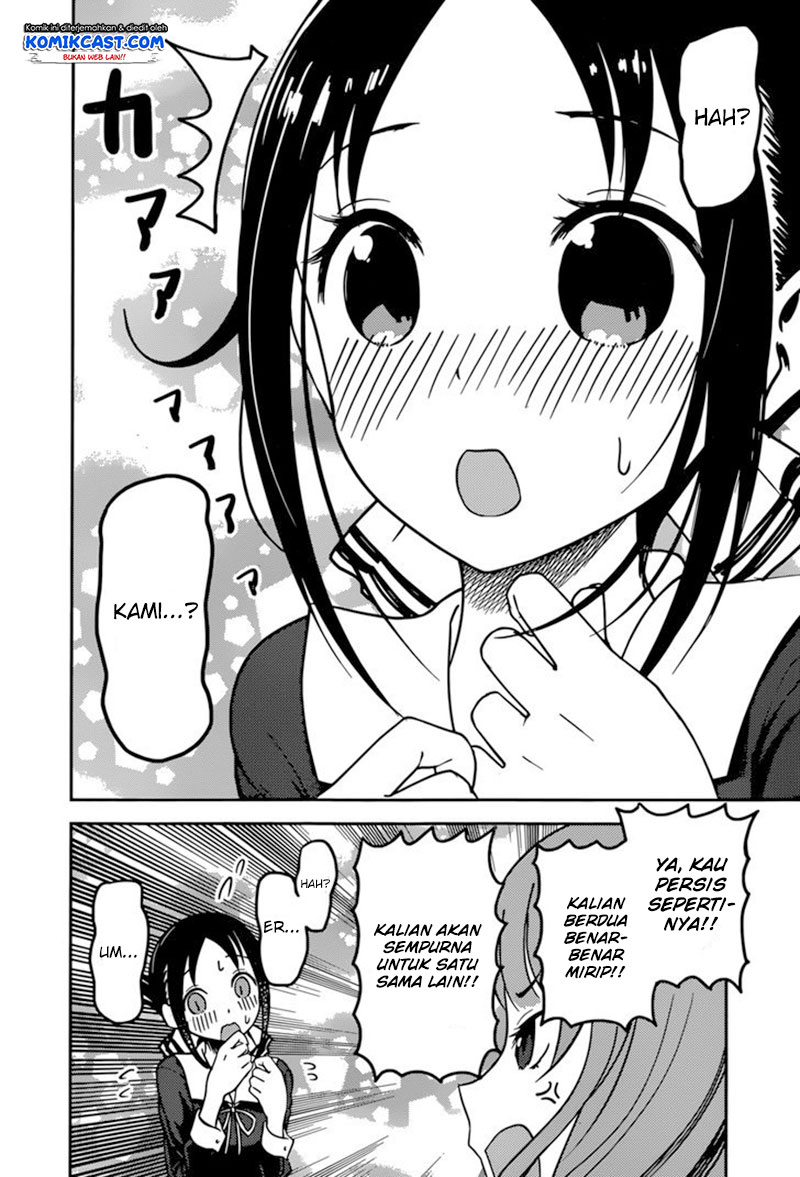 Komik ini diterjemahkan & diedit oleh
KOMIKCAST.COM
BUKAN WEB LAIN!!
HAH?
カァァァァァァ
KAMI...?
YA, KAU
PERSIS
SEPERTI-
NYA!!
KALIAN
BERDUA
BENAR-
BENAR
MIRIP!!
KALIAN AKAN
SEMPURNA
UNTUK SATU
SAMA LAIN!!
HAH?
ER...
UM...